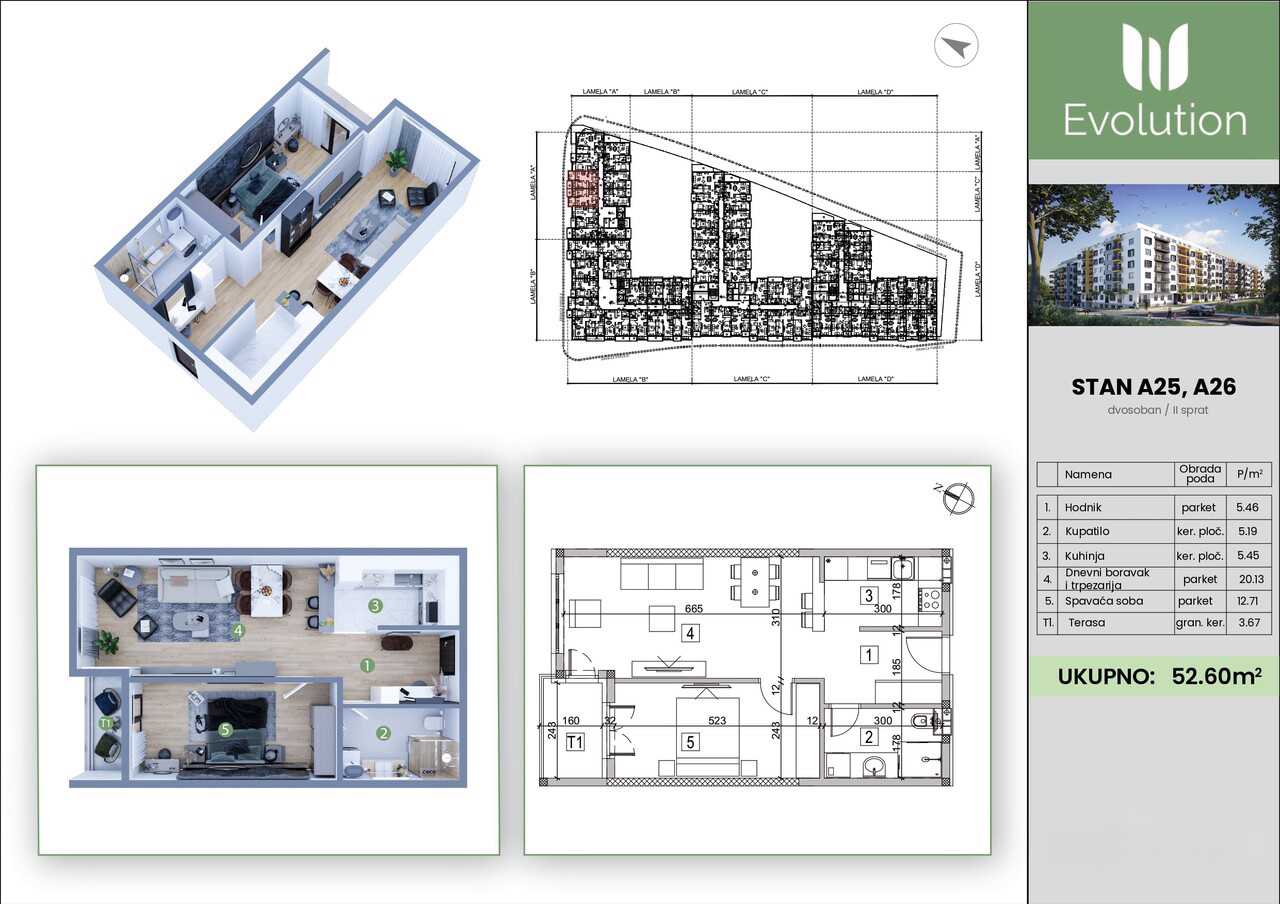 LAMELA "A"
LAMELA "B"
LAMELA "C"
LAMELA "D"
LAMELA "A"
LAMELA "B"
LAMELA "A"
LAMELA "C"
LAMELA "D"
LAMELA "B"
LAMELA "C"
LAMELA "D"
Evolution
STAN A25, A26
dvosoban / II sprat
Namena Obrada poda P/m²
1. Hodnik parket 5.46
2. Kupatilo ker. ploč. 5.19
3. Kuhinja ker. ploč. 5.45
4. Dnevni boravak i trpezarija parket 20.13
5. Spavaća soba parket 12.71
T1. Terasa gran. ker. 3.67
UKUPNO: 52.60m²
3
4
1
T1
5
2
N
665
310
178
300
3
4
12
1
185
12
160
32
523
12
300
243
T1
5
243
2
178